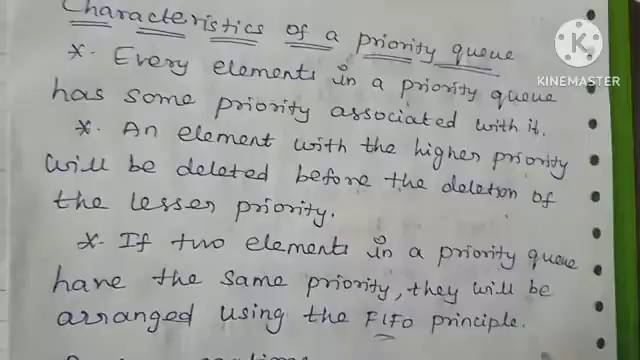 Characteristics of a priority queue
*. Every elements in a priority queue
has some priority associated with it.
*. An element with the higher priority
will be deleted before the deletion of
the lesser priority.
*. If two elements in a priority queue
have the same priority, they will be
arranged using the FIFO principle.
KINEMASTER